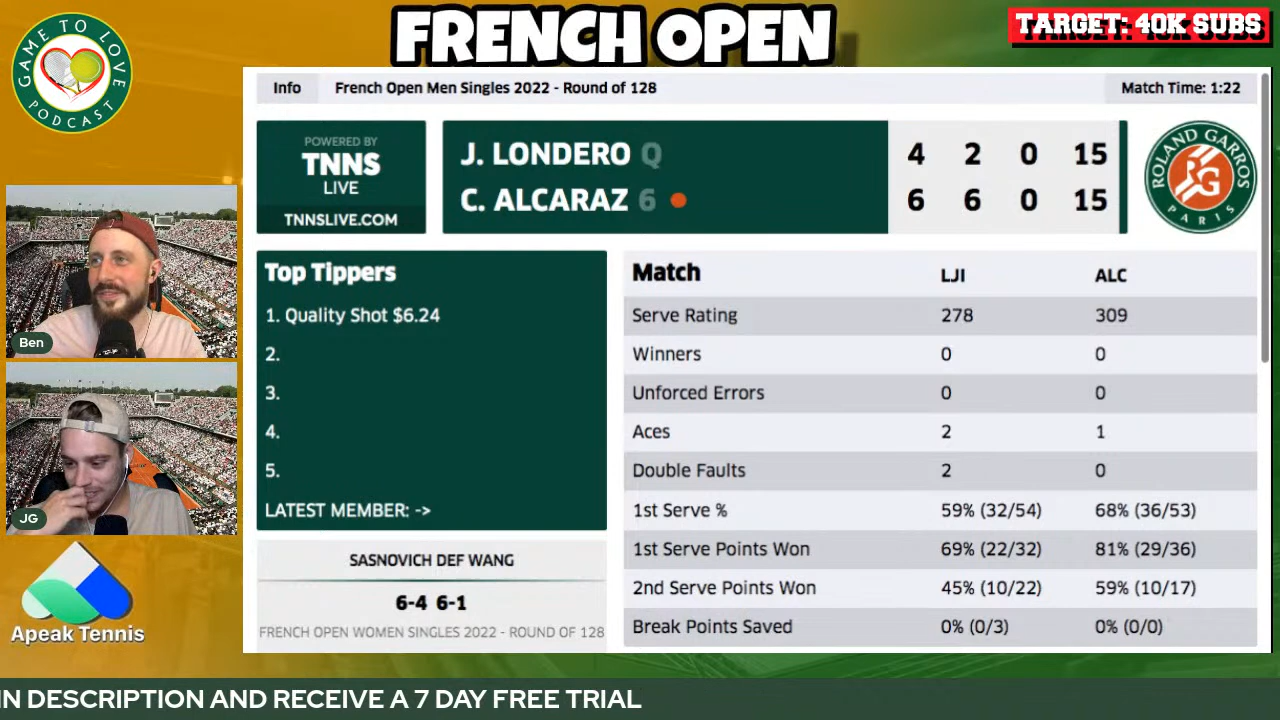 FRENCH OPEN
TARGET: 40K SUBS
GAME TO LOVE
PODCAST
Info French Open Men Singles 2022 - Round of 128 Match Time: 1:22
POWERED BY
TNNS
LIVE
TNNSLIVE.COM
J. LONDERO Q 4 2 0 15
C. ALCARAZ 6 6 6 0 15
ROLAND GARROS
RG
PARIS
Top Tippers
1. Quality Shot $6.24
2.
3.
4.
5.
LATEST MEMBER: ->
SASNOVICH DEF WANG
6-4 6-1
FRENCH OPEN WOMEN SINGLES 2022 - ROUND OF 128
Match LJI ALC
Serve Rating 278 309
Winners 0 0
Unforced Errors 0 0
Aces 2 1
Double Faults 2 0
1st Serve % 59% (32/54) 68% (36/53)
1st Serve Points Won 69% (22/32) 81% (29/36)
2nd Serve Points Won 45% (10/22) 59% (10/17)
Break Points Saved 0% (0/3) 0% (0/0)
Ben
JG
Apeak Tennis
IN DESCRIPTION AND RECEIVE A 7 DAY FREE TRIAL